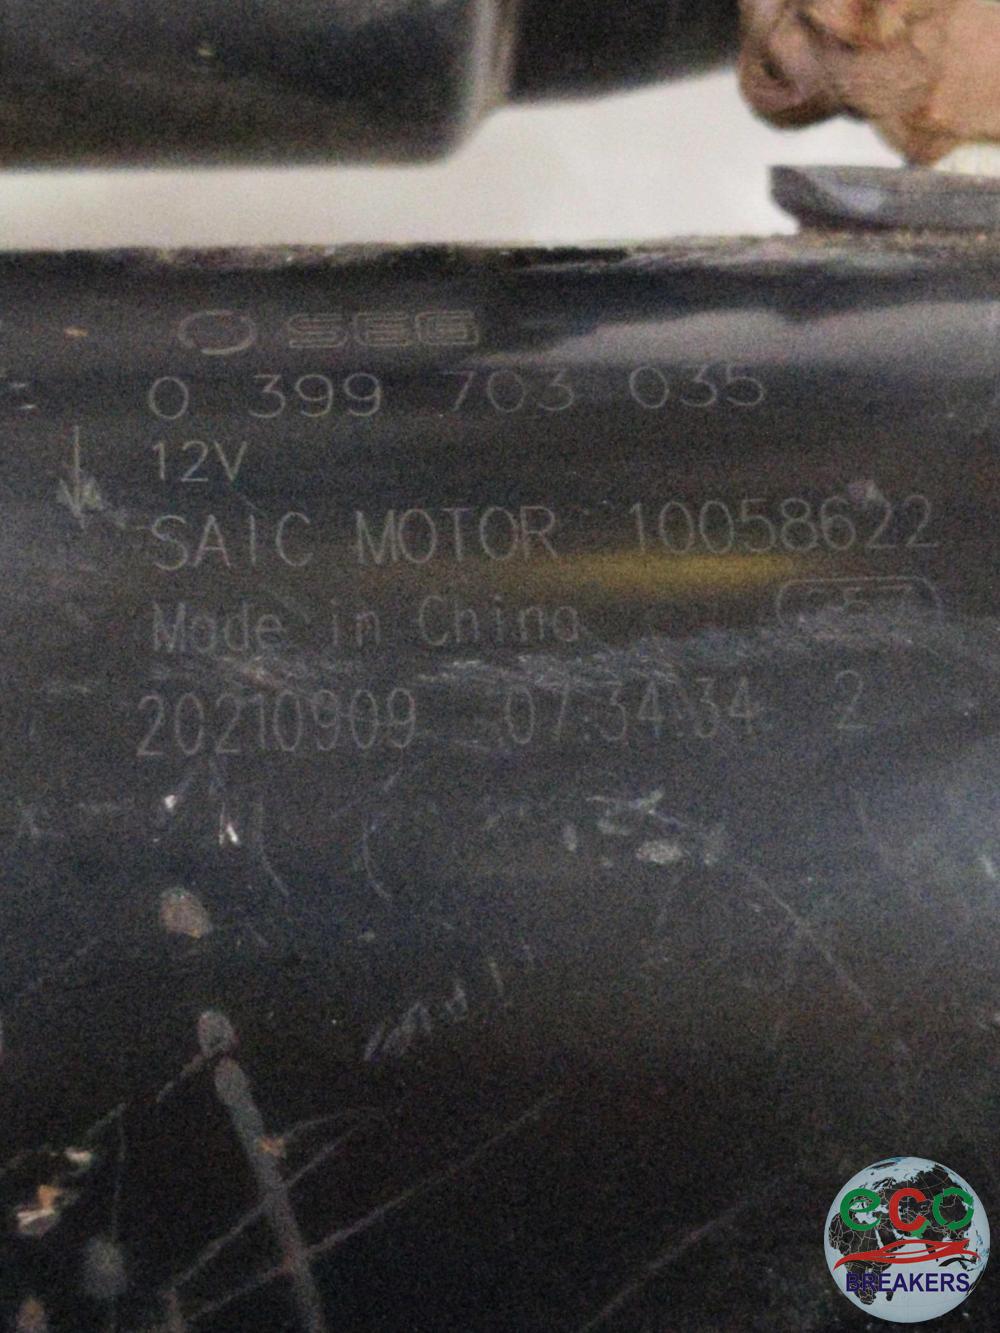 SEG
0 399 703 035
12V
SAIC MOTOR 10058622
Made in China
20210909 07:34:34 2
eco
BREAKERS